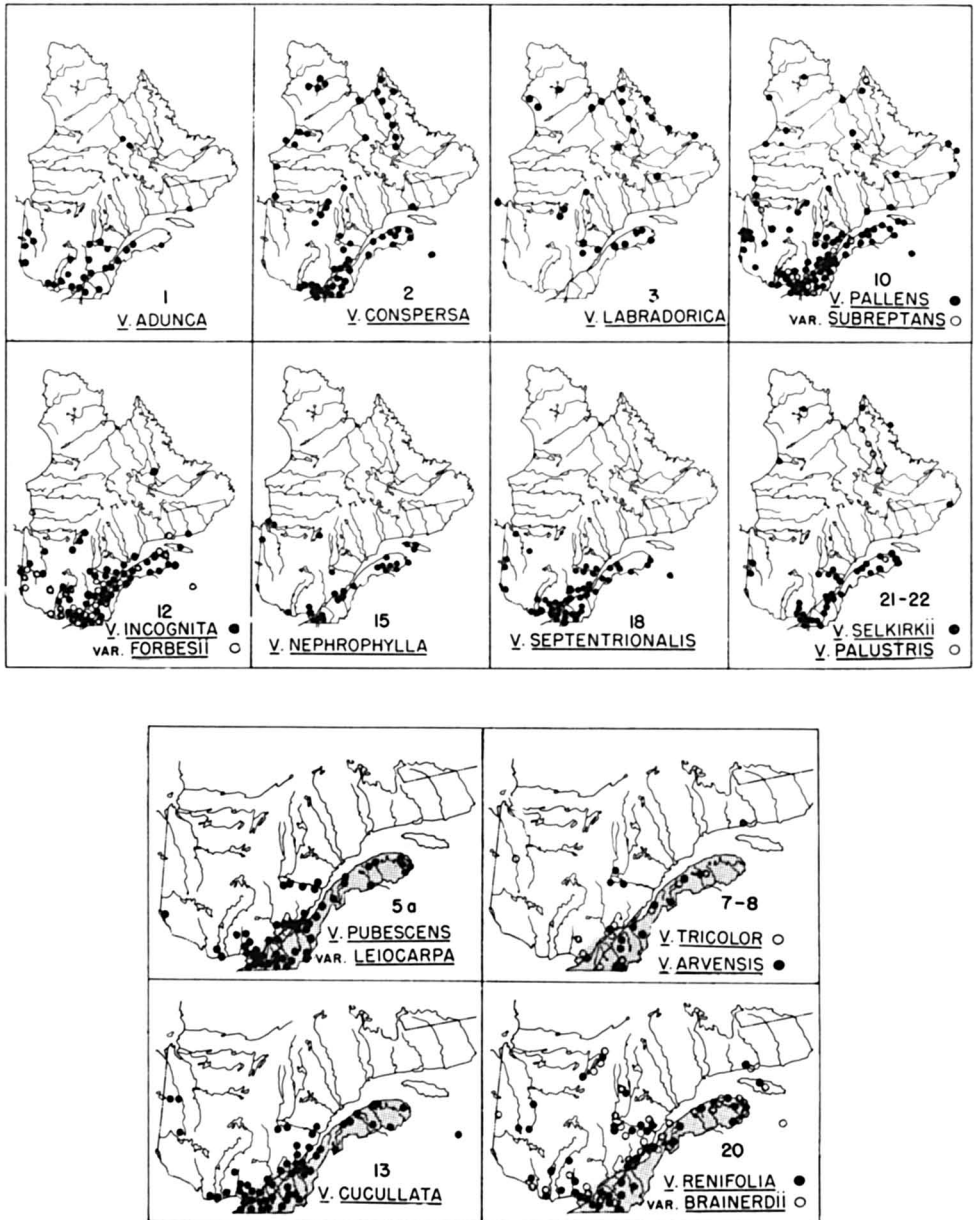 1
V. ADUNCA
2
V. CONSPERSA
3
V. LABRADORICA
10
V. PALLENS ●
VAR. SUBREPTANS ○
12
V. INCOGNITA ●
VAR. FORBESII ○
15
V. NEPHROPHYLLA
18
V. SEPTENTRIONALIS
21-22
V. SELKIRKII ●
V. PALUSTRIS ○
5a
V. PUBESCENS
VAR. LEIOCARPA
7-8
V. TRICOLOR ○
V. ARVENSIS ●
13
V. CUCULLATA
20
V. RENIFOLIA ●
VAR. BRAINERDII ○